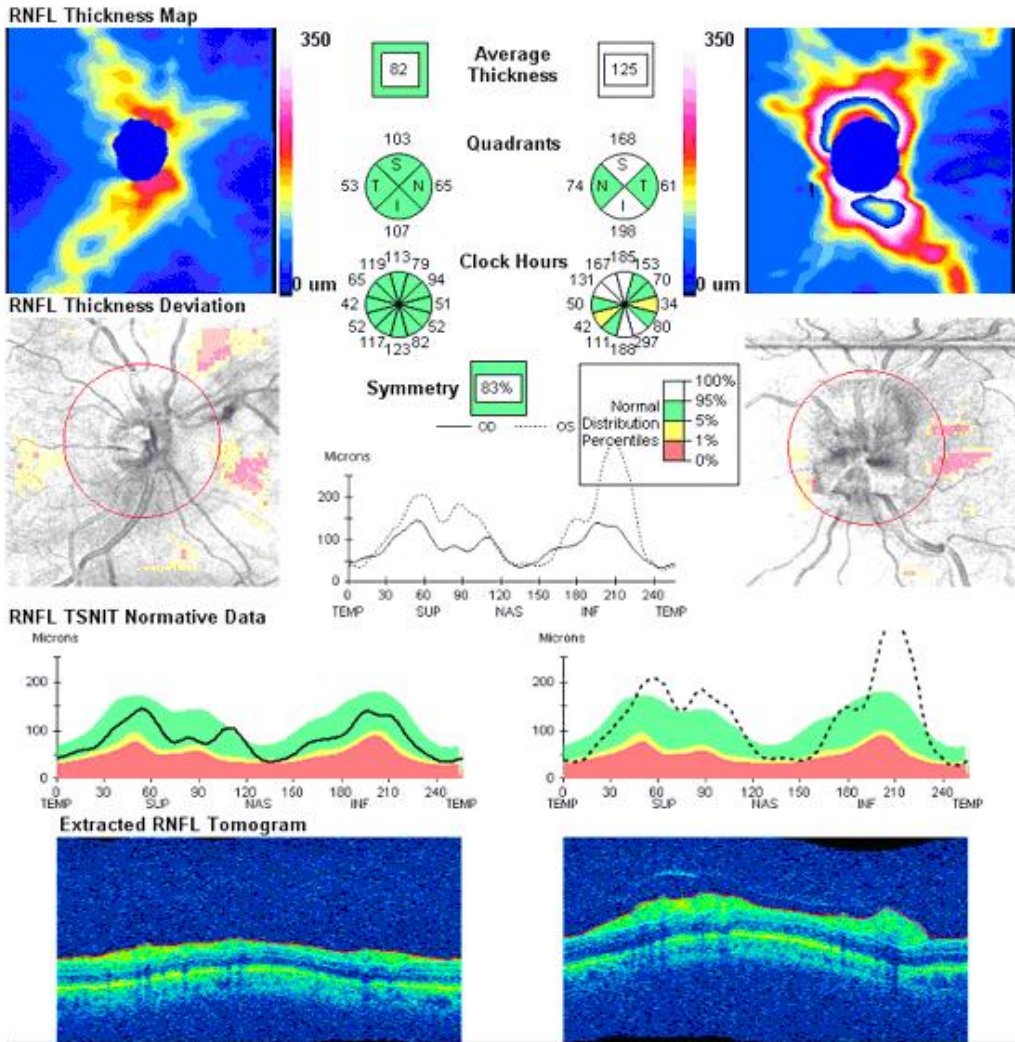 RNFL Thickness Map
350 Average Thickness 350
82 125
Quadrants
103 168
S S
53 T N 65 74 N T 61
I I
107 198
Clock Hours
119 113 79 167 185 153
65 94 131 70
42 51 50 34
52 52 42 80
117 123 82 111 188 297
0 um 0 um
RNFL Thickness Deviation
Symmetry 83%
OD OS
Normal Distribution Percentiles
100%
95%
5%
1%
0%
Microns
200
100
0
0 30 60 90 120 150 180 210 240
TEMP SUP NAS INF TEMP
RNFL TSNIT Normative Data
Microns Microns
200 200
100 100
0 0
0 30 60 90 120 150 180 210 240 0 30 60 90 120 150 180 210 240
TEMP SUP NAS INF TEMP TEMP SUP NAS INF TEMP
Extracted RNFL Tomogram